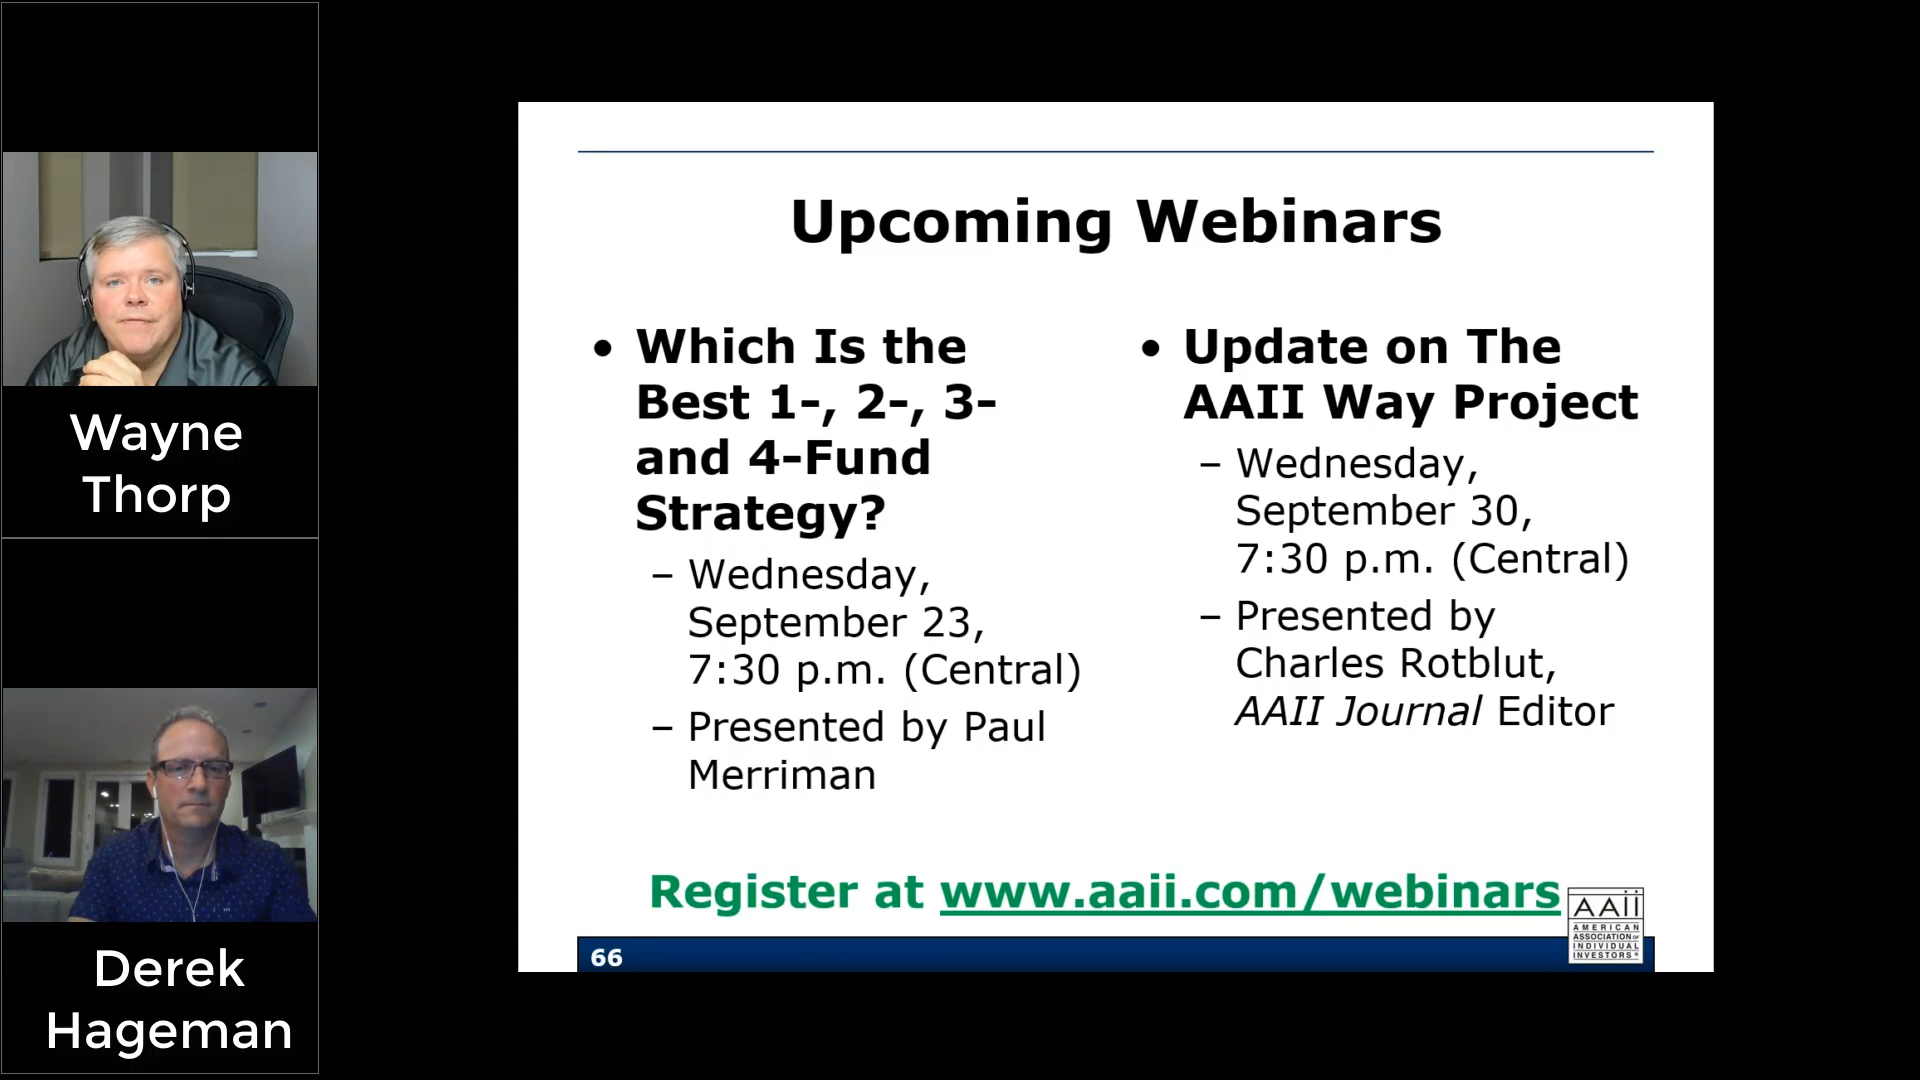 Wayne
Thorp
Derek
Hageman
Upcoming Webinars
• Which Is the
Best 1-, 2-, 3-
and 4-Fund
Strategy?
– Wednesday,
September 23,
7:30 p.m. (Central)
– Presented by Paul
Merriman
• Update on The
AAII Way Project
– Wednesday,
September 30,
7:30 p.m. (Central)
– Presented by
Charles Rotblut,
AAII Journal Editor
Register at www.aaii.com/webinars
66
AAii
AMERICAN
ASSOCIATION OF
INDIVIDUAL
INVESTORS®